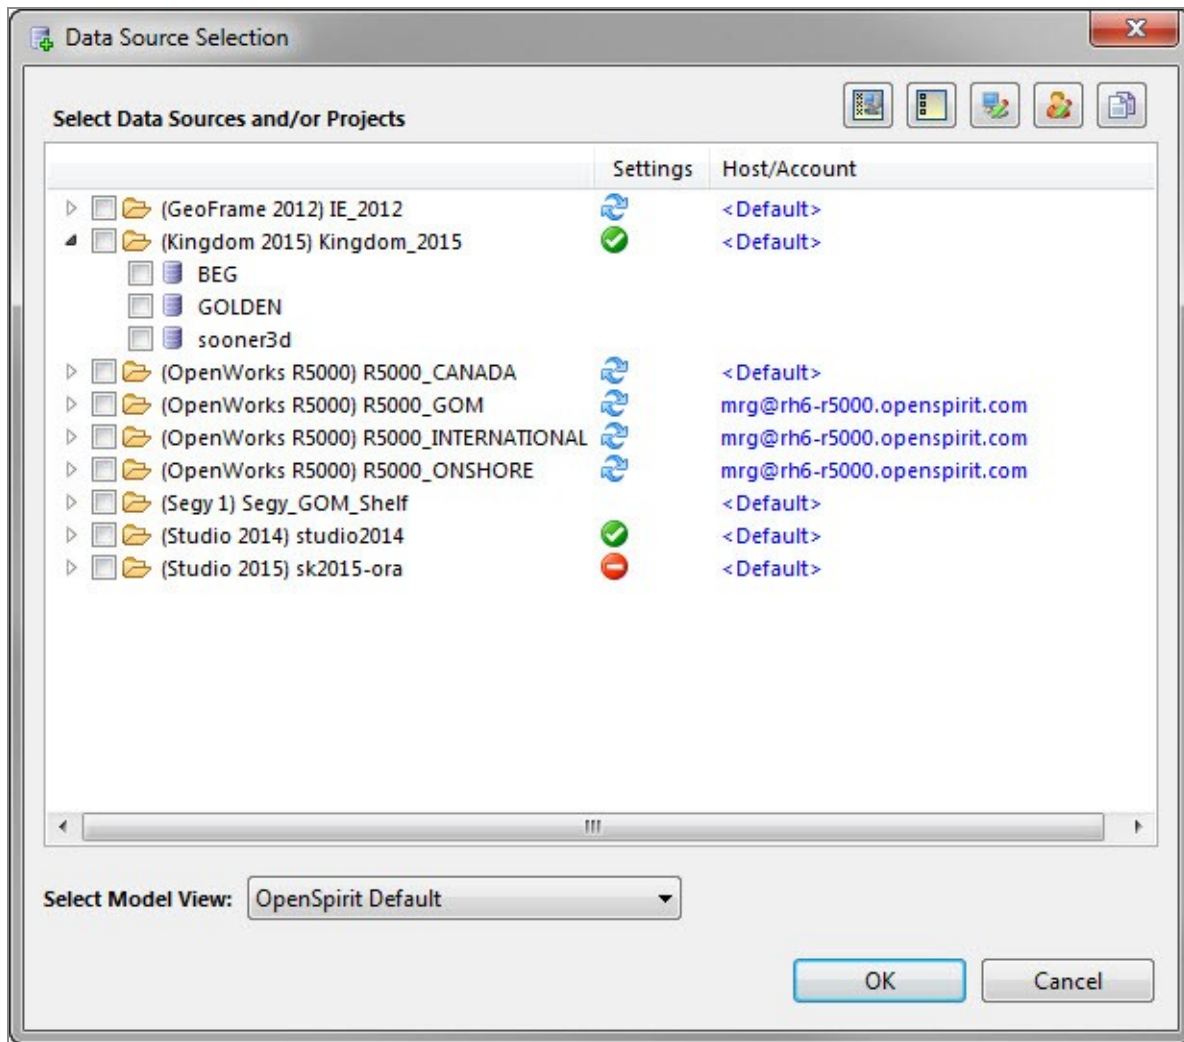 Data Source Selection
Select Data Sources and/or Projects
Settings Host/Account
(GeoFrame 2012) IE_2012 <Default>
(Kingdom 2015) Kingdom_2015 <Default>
BEG
GOLDEN
sooner3d
(OpenWorks R5000) R5000_CANADA <Default>
(OpenWorks R5000) R5000_GOM mrg@rh6-r5000.openspirit.com
(OpenWorks R5000) R5000_INTERNATIONAL mrg@rh6-r5000.openspirit.com
(OpenWorks R5000) R5000_ONSHORE mrg@rh6-r5000.openspirit.com
(Segy 1) Segy_GOM_Shelf <Default>
(Studio 2014) studio2014 <Default>
(Studio 2015) sk2015-ora <Default>
Select Model View: OpenSpirit Default
OK Cancel